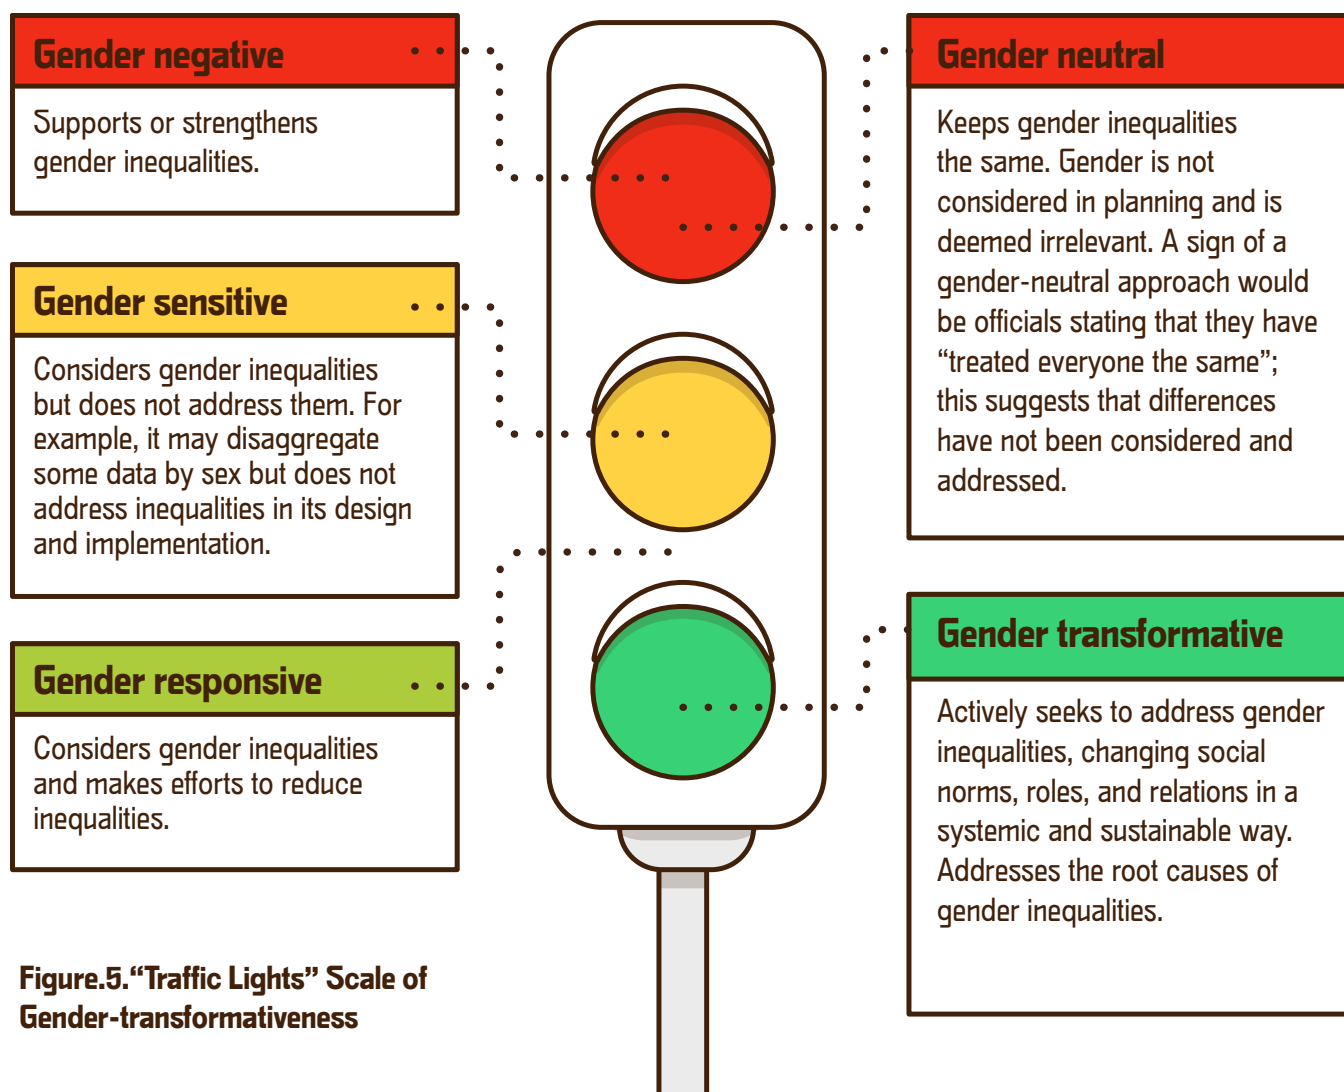 Gender negative
Supports or strengthens
gender inequalities.
Gender neutral
Keeps gender inequalities
the same. Gender is not
considered in planning and is
deemed irrelevant. A sign of a
gender-neutral approach would
be officials stating that they have
“treated everyone the same”;
this suggests that differences
have not been considered and
addressed.
Gender sensitive
Considers gender inequalities
but does not address them. For
example, it may disaggregate
some data by sex but does not
address inequalities in its design
and implementation.
Gender responsive
Considers gender inequalities
and makes efforts to reduce
inequalities.
Gender transformative
Actively seeks to address gender
inequalities, changing social
norms, roles, and relations in a
systemic and sustainable way.
Addresses the root causes of
gender inequalities.
Figure.5.“Traffic Lights” Scale of
Gender-transformativeness